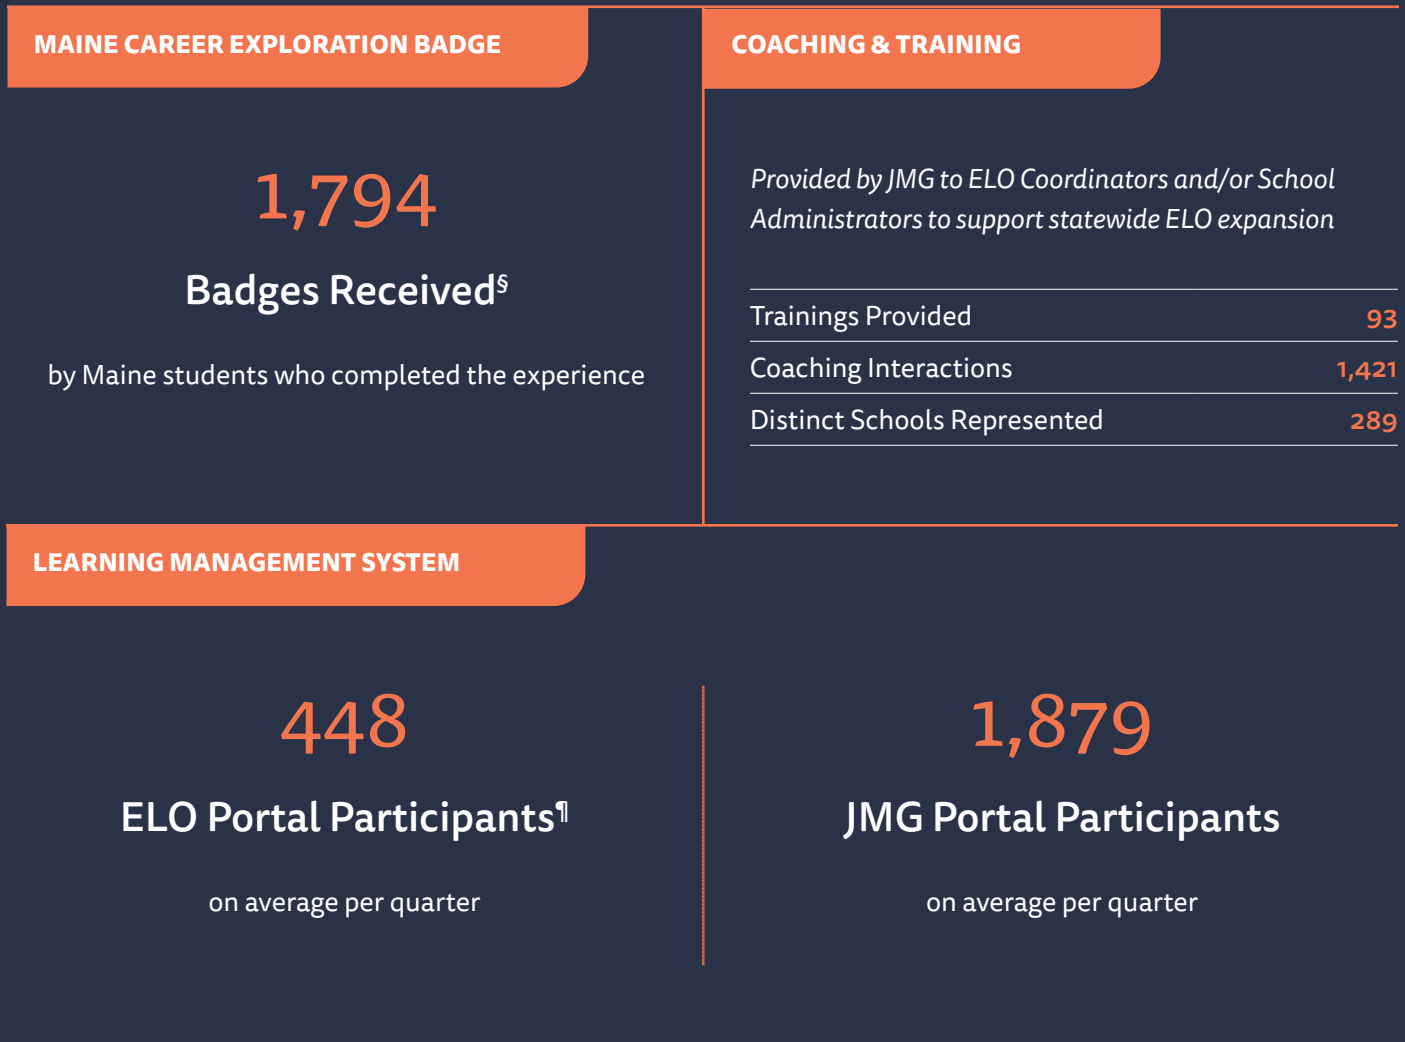 MAINE CAREER EXPLORATION BADGE
1,794
Badges Received§
by Maine students who completed the experience
COACHING & TRAINING
Provided by JMG to ELO Coordinators and/or School
Administrators to support statewide ELO expansion
Trainings Provided 93
Coaching Interactions 1,421
Distinct Schools Represented 289
LEARNING MANAGEMENT SYSTEM
448
ELO Portal Participants¶
on average per quarter
1,879
JMG Portal Participants
on average per quarter